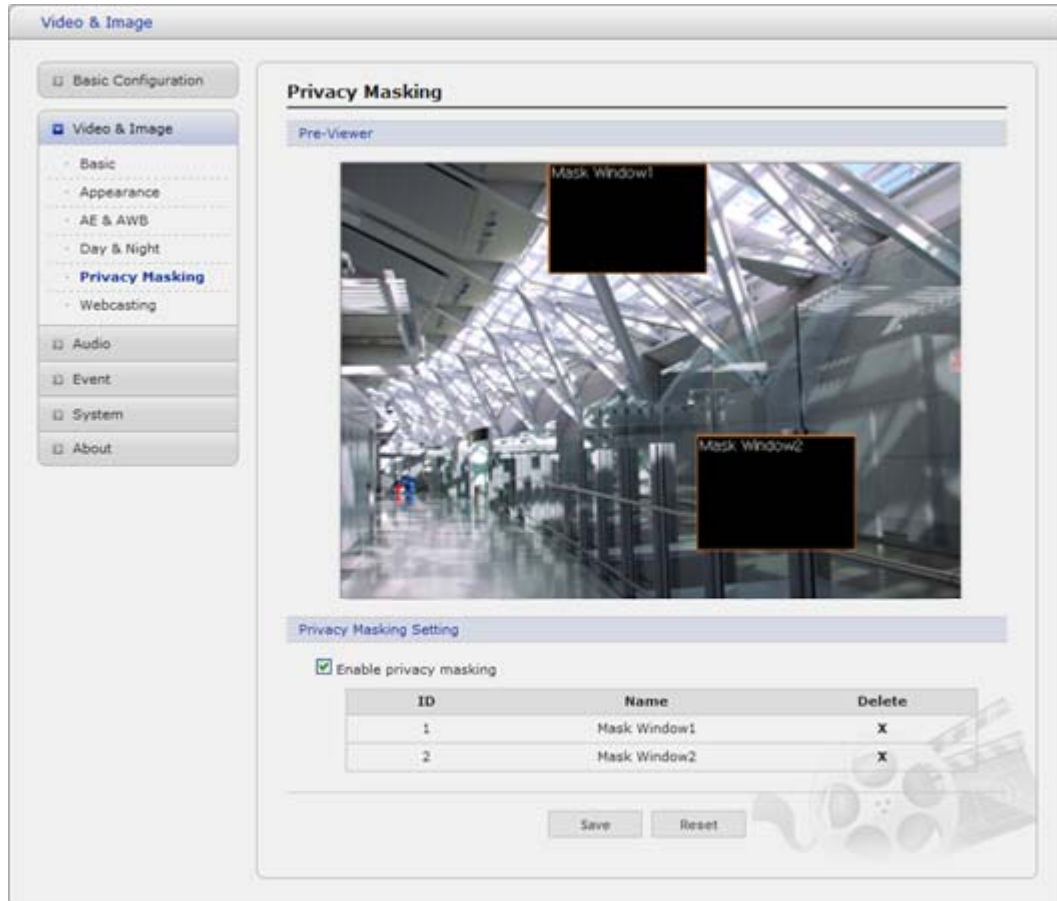 Video & Image
Basic Configuration
Video & Image
Basic
Appearance
AE & AWB
Day & Night
Privacy Masking
Webcasting
Audio
Event
System
About
Privacy Masking
Pre-Viewer
Mask Window1
Mask Window2
Privacy Masking Setting
Enable privacy masking
ID Name Delete
1 Mask Window1 X
2 Mask Window2 X
Save Reset